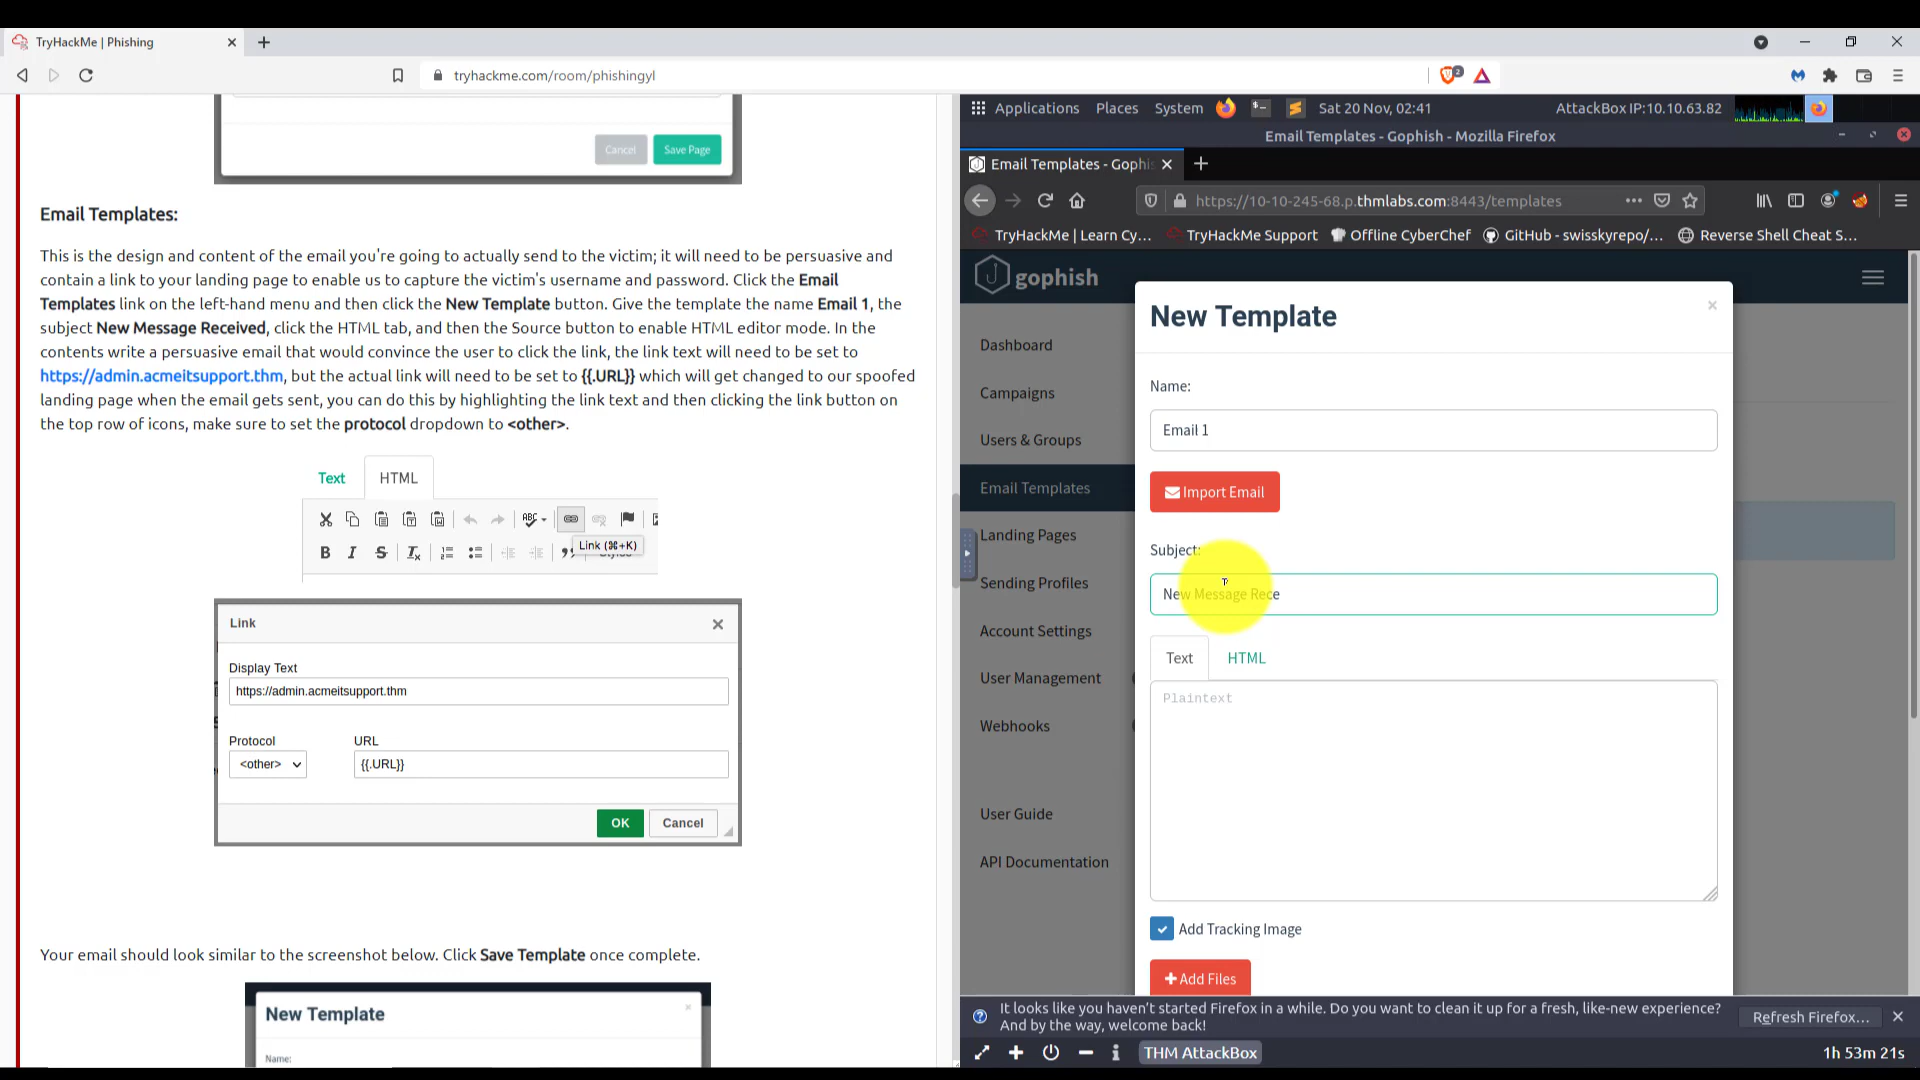 TryHackMe | Phishing
tryhackme.com/room/phishingyl
2
Cancel
Save Page
Email Templates:
This is the design and content of the email you're going to actually send to the victim; it will need to be persuasive and
contain a link to your landing page to enable us to capture the victim's username and password. Click the Email
Templates link on the left-hand menu and then click the New Template button. Give the template the name Email 1, the
subject New Message Received, click the HTML tab, and then the Source button to enable HTML editor mode. In the
contents write a persuasive email that would convince the user to click the link, the link text will need to be set to
https://admin.acmeitsupport.thm, but the actual link will need to be set to {{.URL}} which will get changed to our spoofed
landing page when the email gets sent, you can do this by highlighting the link text and then clicking the link button on
the top row of icons, make sure to set the protocol dropdown to <other>.
Text
HTML
ABC
B I S Tx
Link (⌘+K)
Link
Display Text
https://admin.acmeitsupport.thm
Protocol
URL
<other>
{{.URL}}
OK
Cancel
Your email should look similar to the screenshot below. Click Save Template once complete.
New Template
Name:
Applications Places System
Sat 20 Nov, 02:41
AttackBox IP:10.10.63.82
Email Templates - Gophish - Mozilla Firefox
Email Templates - Gophis
https://10-10-245-68.p.thmlabs.com:8443/templates
TryHackMe | Learn Cy...
TryHackMe Support
Offline CyberChef
GitHub - swisskyrepo/...
Reverse Shell Cheat S...
gophish
Dashboard
Campaigns
Users & Groups
Email Templates
Landing Pages
Sending Profiles
Account Settings
User Management
Webhooks
User Guide
API Documentation
New Template
Name:
Email 1
Import Email
Subject:
New Message Rece
Text
HTML
Plaintext
Add Tracking Image
Add Files
It looks like you haven't started Firefox in a while. Do you want to clean it up for a fresh, like-new experience?
And by the way, welcome back!
Refresh Firefox...
THM AttackBox
1h 53m 21s